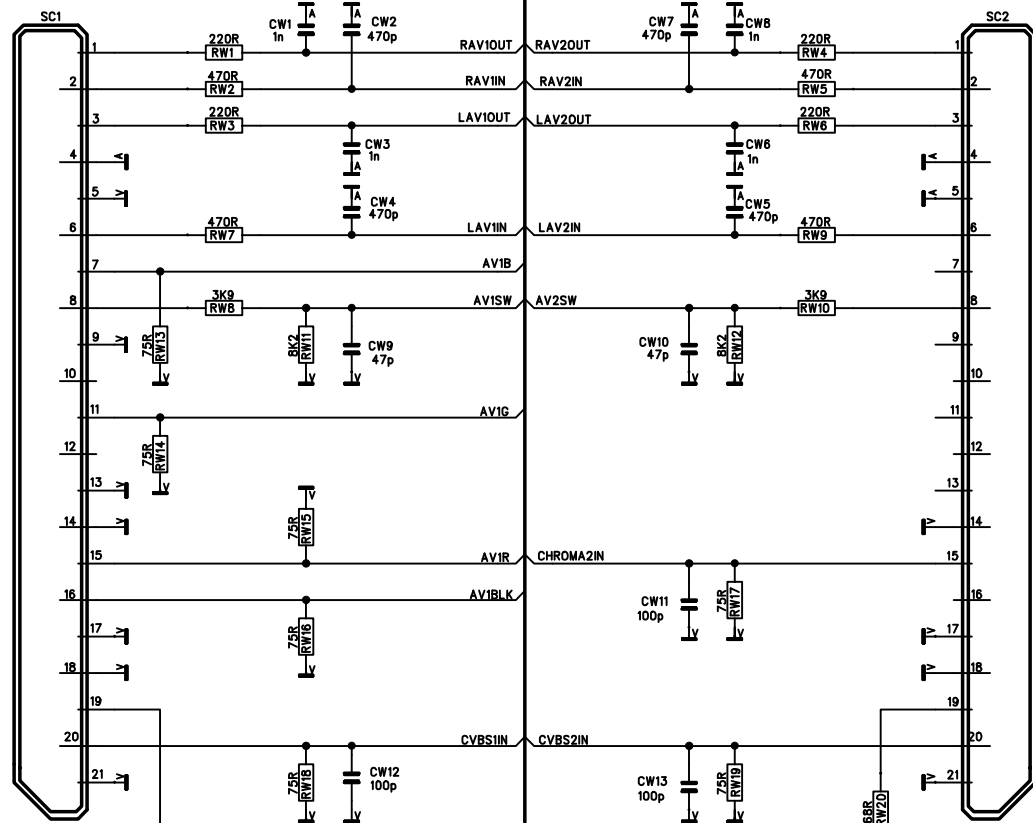 SC1
SC2
CW1
1n
A
A
CW2
470p
CW7
470p
A
A
CW8
1n
1
220R
RW1
RAV1OUT
RAV2OUT
220R
RW4
1
2
470R
RW2
RAV1IN
RAV2IN
470R
RW5
2
3
220R
RW3
LAV1OUT
LAV2OUT
220R
RW6
3
CW3
1n
A
CW6
1n
A
4
A
A
4
5
V
A
CW4
470p
A
CW5
470p
A
5
6
470R
RW7
LAV1IN
LAV2IN
470R
RW9
6
7
AV1B
7
8
3K9
RW8
AV1SW
AV2SW
3K9
RW10
8
9
V
75R
RW13
V
8K2
RW11
V
CW9
47p
V
CW10
47p
V
8K2
RW12
V
9
10
10
11
AV1G
11
12
75R
RW14
V
12
13
V
13
14
V
V
75R
RW15
V
14
15
AV1R
CHROMA2IN
15
16
AV1BLK
16
75R
RW16
V
CW11
100p
V
75R
RW17
V
17
V
V
17
18
V
V
18
19
19
20
CVBS1IN
CVBS2IN
20
21
V
75R
RW18
V
CW12
100p
V
CW13
100p
V
75R
RW19
V
V
21
68R
RW20